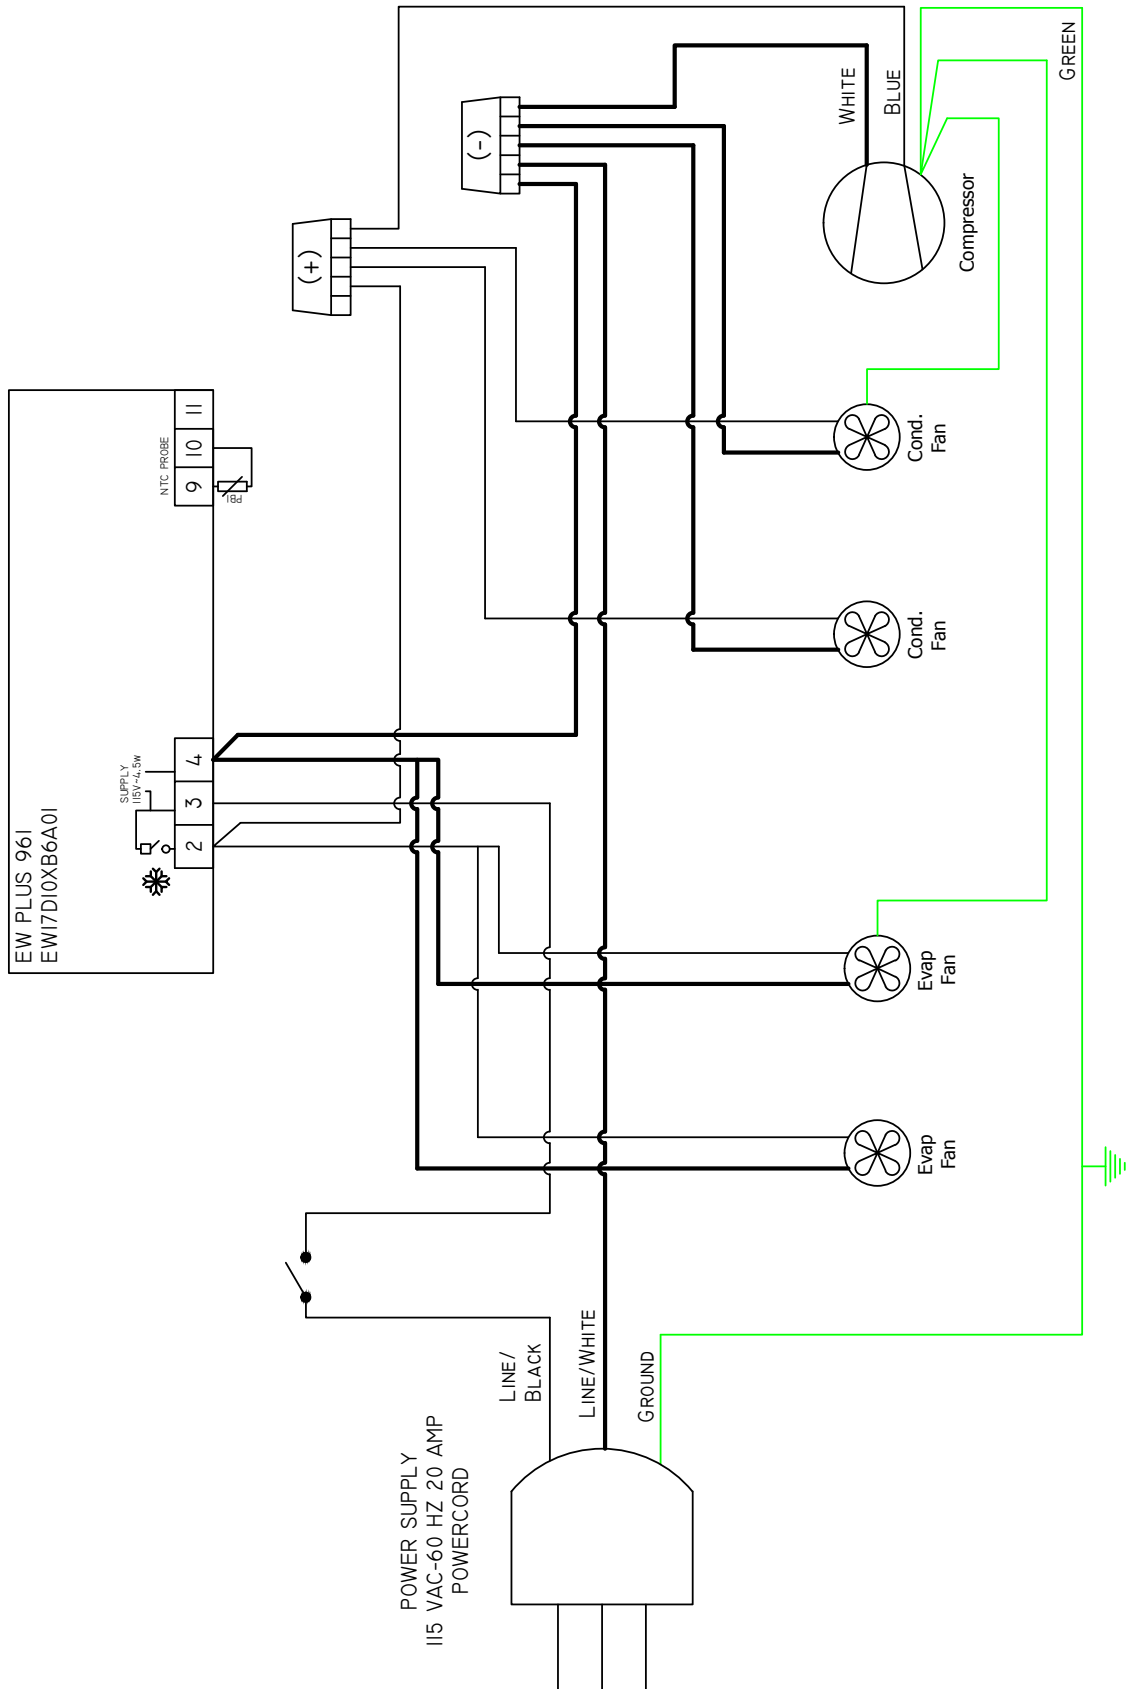 EW PLUS 961
EW17DI0XB6A01
SUPPLY
115V~4.5W
2
3
4
NTC PROBE
9
10
11
PB1
(+)
(-)
WHITE
BLUE
GREEN
Compressor
Cond.
Fan
Cond.
Fan
Evap
Fan
Evap
Fan
LINE/
BLACK
LINE/WHITE
GROUND
POWER SUPPLY
115 VAC-60 HZ 20 AMP
POWERCORD